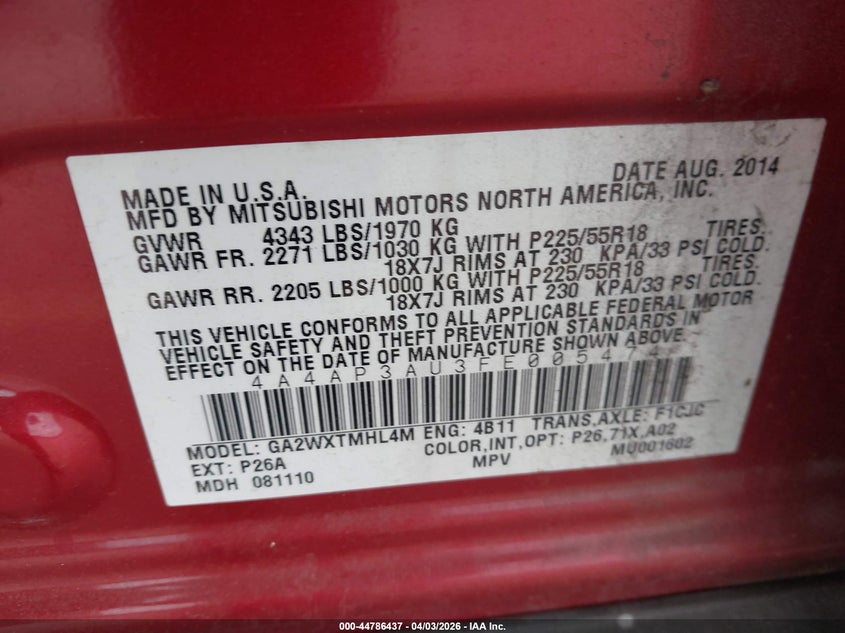 DATE AUG. 2014
MADE IN U.S.A.
MFD BY MITSUBISHI MOTORS NORTH AMERICA, INC.
GVWR 4343 LBS/1970 KG
GAWR FR. 2271 LBS/1030 KG WITH P225/55R18 TIRES.
18X7J RIMS AT 230 KPA/33 PSI COLD.
GAWR RR. 2205 LBS/1000 KG WITH P225/55R18 TIRES.
18X7J RIMS AT 230 KPA/33 PSI COLD.
THIS VEHICLE CONFORMS TO ALL APPLICABLE FEDERAL MOTOR
VEHICLE SAFETY AND THEFT PREVENTION STANDARDS IN
EFFECT ON THE DATE OF MANUFACTURE SHOWN ABOVE.
4A4AP3AU3FE005474
MODEL: GA2WXTMHL4M ENG: 4B11 TRANS,AXLE: F1CJC
EXT: P26A COLOR,INT,OPT: P26,71X,A02
MDH 081110 MPV MU001602
000-44786437 - 04/03/2026 - IAA Inc.